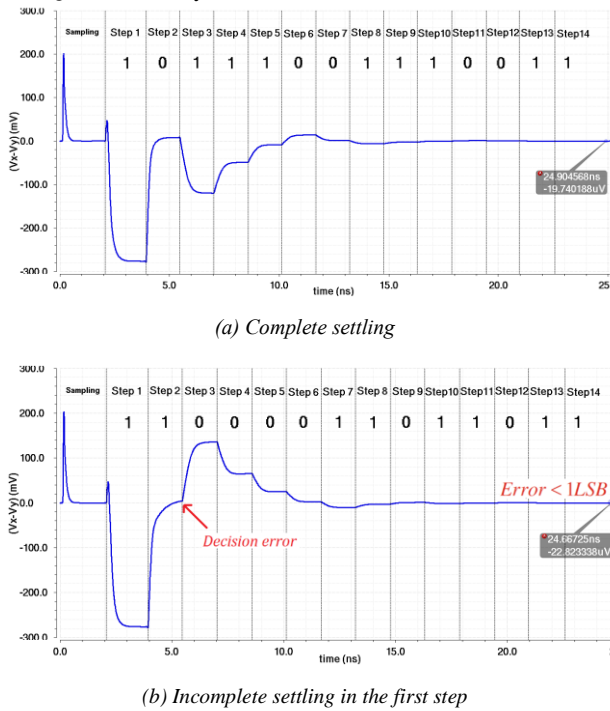 300.0
Sampling Step 1 Step 2 Step 3 Step 4 Step 5 Step 6 Step 7 Step 8 Step 9 Step10 Step11 Step12 Step13 Step14
1 0 1 1 1 0 0 1 1 1 0 0 1 1
200.0
100.0
(Vx-Vy) (mV)
0.0
-100.0
24.904568ns
-19.740188uV
-200.0
-300.0
0.0 5.0 10.0 15.0 20.0 25
time (ns)
(a) Complete settling
300.0
Sampling Step 1 Step 2 Step 3 Step 4 Step 5 Step 6 Step 7 Step 8 Step 9 Step10 Step11 Step12 Step13 Step14
1 1 0 0 0 0 1 1 0 1 1 0 1 1
200.0
100.0
(Vx-Vy) (mV)
Error < 1LSB
0.0
Decision error
24.66725ns
-22.823338uV
-100.0
-200.0
-300.0
0.0 5.0 10.0 15.0 20.0
time (ns)
(b) Incomplete settling in the first step